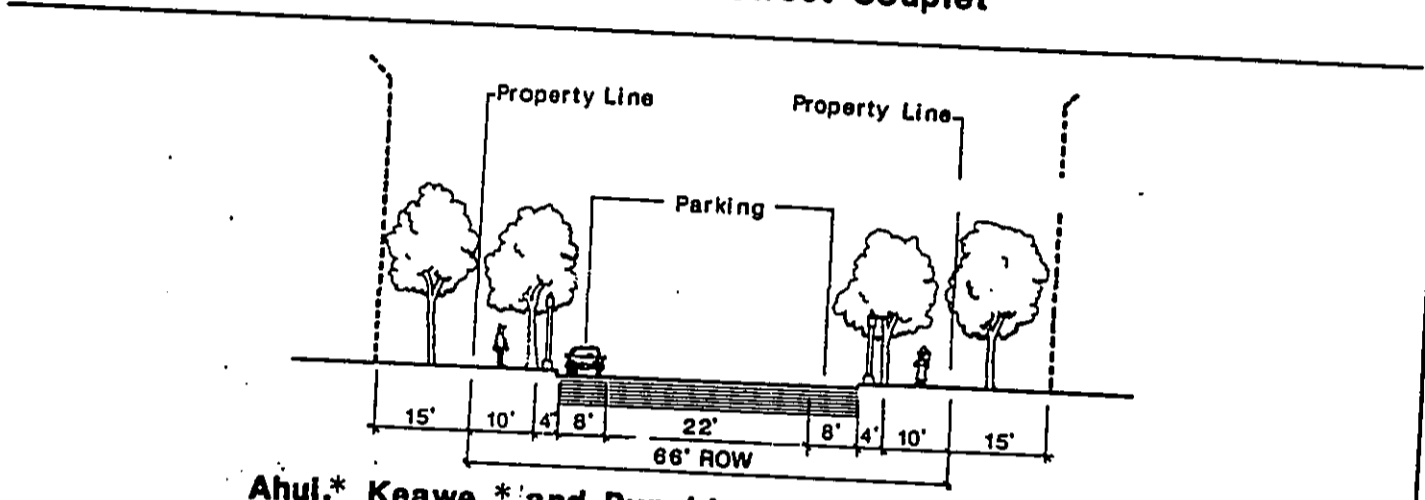 Couplet
Property Line
Property Line
Parking
15' 10' 4' 8' 22' 8' 4' 10' 15'
66' ROW
Ahui,* Keawe * and